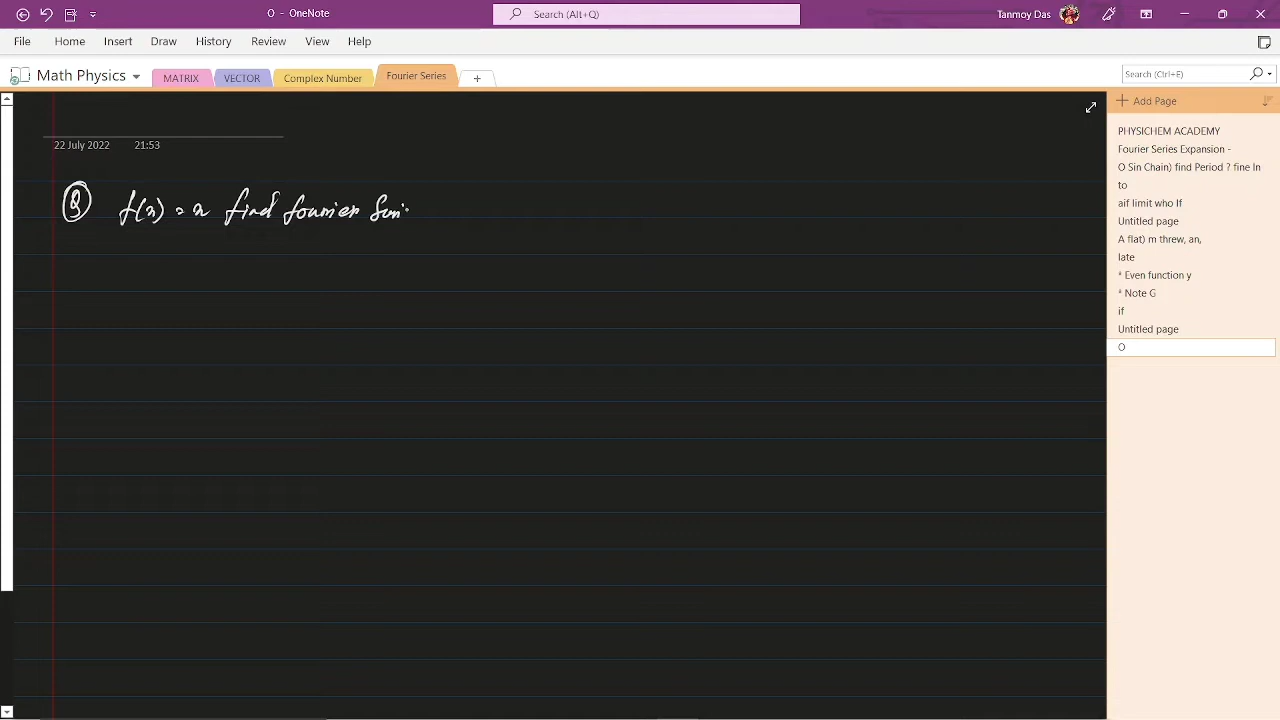 O - OneNote
Search (Alt+Q)
Tanmoy Das
File Home Insert Draw History Review View Help
Math Physics
MATRIX VECTOR Complex Number Fourier Series +
Search (Ctrl+E)
Add Page
22 July 2022 21:53
Q f(x) = x find fourier
PHYSICHEM ACADEMY
Fourier Series Expansion -
O Sin Chain) find Period ? fine In
to
aif limit who If
Untitled page
A flat) m threw, an,
late
* Even function y
* Note G
if
Untitled page
O